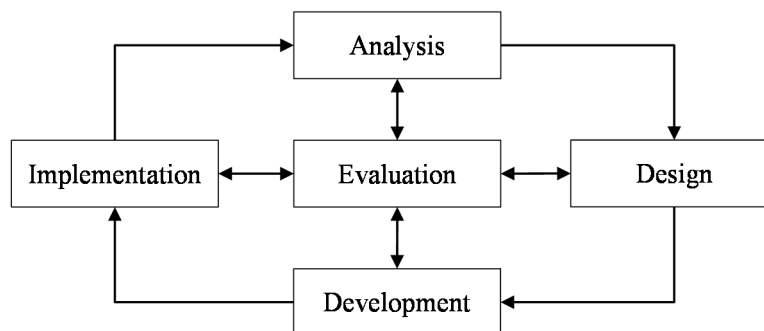 Analysis
Implementation
Evaluation
Design
Development